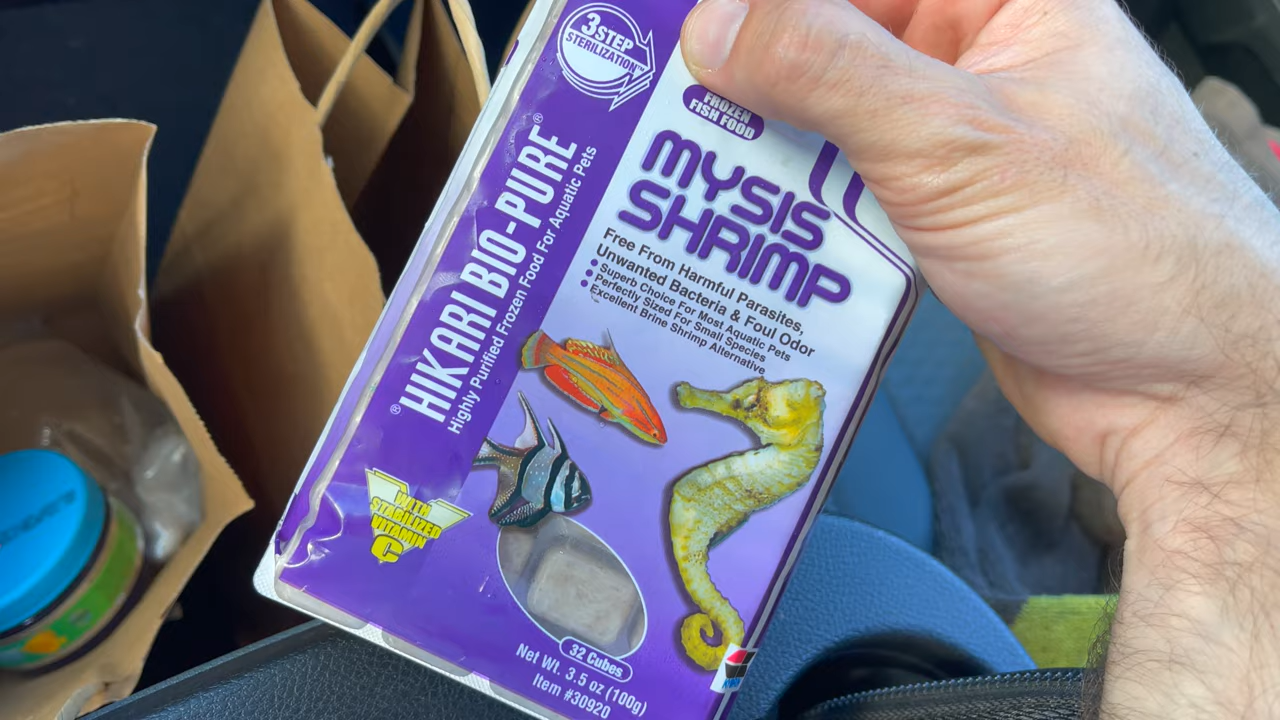 3 STEP
STERILIZATION™
FROZEN
FISH FOOD
MYSIS
SHRIMP
Free From Harmful Parasites,
Unwanted Bacteria & Foul Odor
• Superb Choice For Most Aquatic Pets
• Perfectly Sized For Small Species
• Excellent Brine Shrimp Alternative
® HIKARI BIO-PURE®
Highly Purified Frozen Food For Aquatic Pets
WITH
STABILIZED
VITAMIN
C
32 Cubes
Net Wt. 3.5 oz (100g)
Item #30920